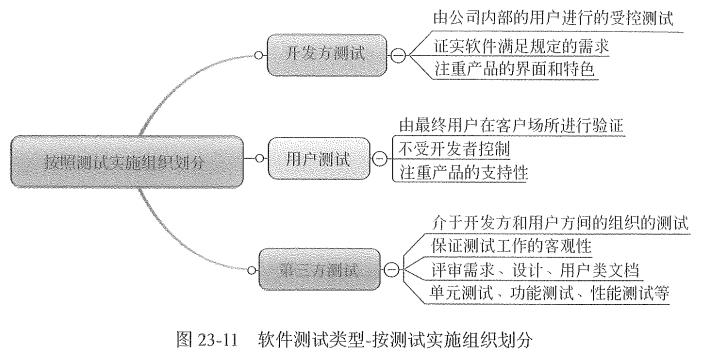 由公司内部的用户进行的受控测试
开发方测试
证实软件满足规定的需求
注重产品的界面和特色
由最终用户在客户场所进行验证
按照测试实施组织划分
用户测试
不受开发者控制
注重产品的支持性
介于开发方和用户方间的组织的测试
保证测试工作的客观性
第三方测试
评审需求、设计、用户类文档
单元测试、功能测试、性能测试等
图 23-11 软件测试类型-按测试实施组织划分